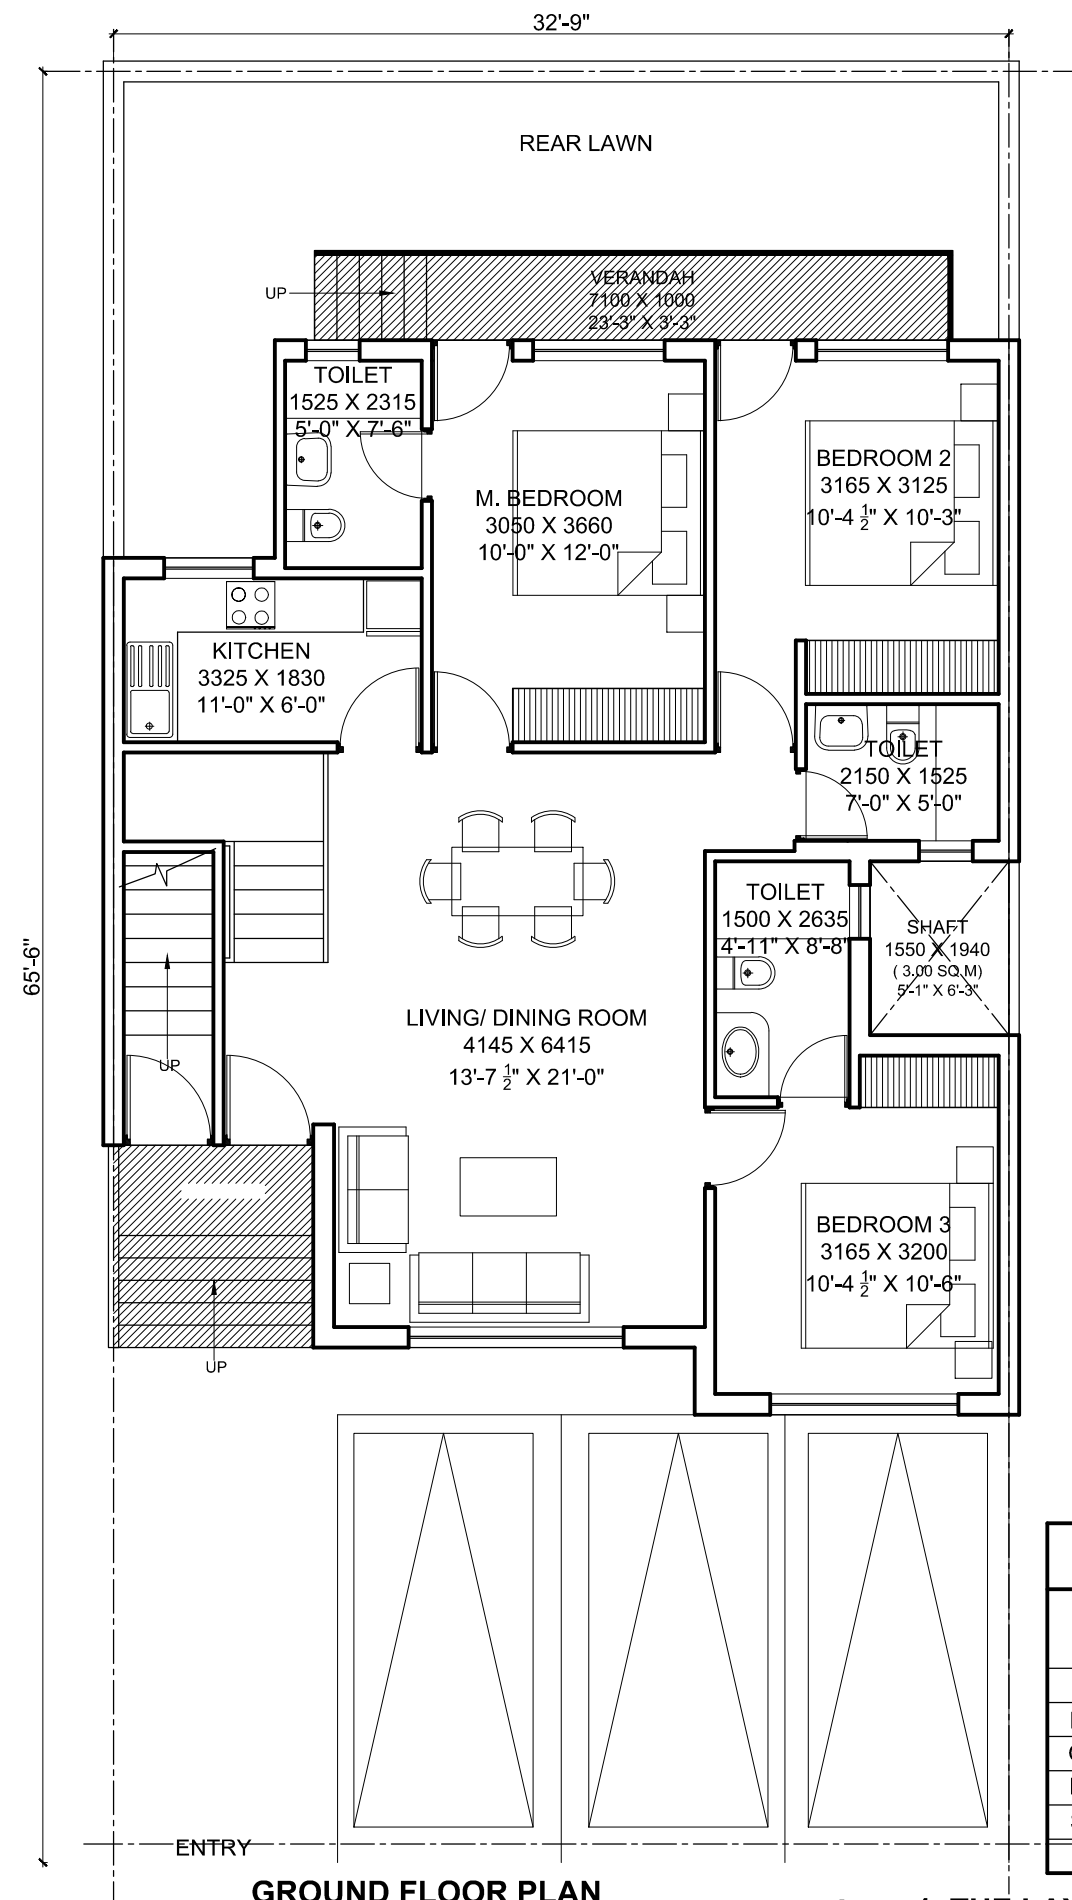 32'-9"
REAR LAWN
VERANDAH
7100 X 1000
23'-3" X 3'-3"
UP
TOILET
1525 X 2315
5'-0" X 7'-6"
M. BEDROOM
3050 X 3660
10'-0" X 12'-0"
BEDROOM 2
3165 X 3125
10'-4 1/2" X 10'-3"
KITCHEN
3325 X 1830
11'-0" X 6'-0"
TOILET
2150 X 1525
7'-0" X 5'-0"
TOILET
1500 X 2635
4'-11" X 8'-8"
SHAFT
1550 X 1940
( 3.00 SQ.M)
5'-1" X 6'-3"
65'-6"
LIVING/ DINING ROOM
4145 X 6415
13'-7 1/2" X 21'-0"
UP
BEDROOM 3
3165 X 3200
10'-4 1/2" X 10'-6"
UP
ENTRY
GROUND FLOOR PLAN